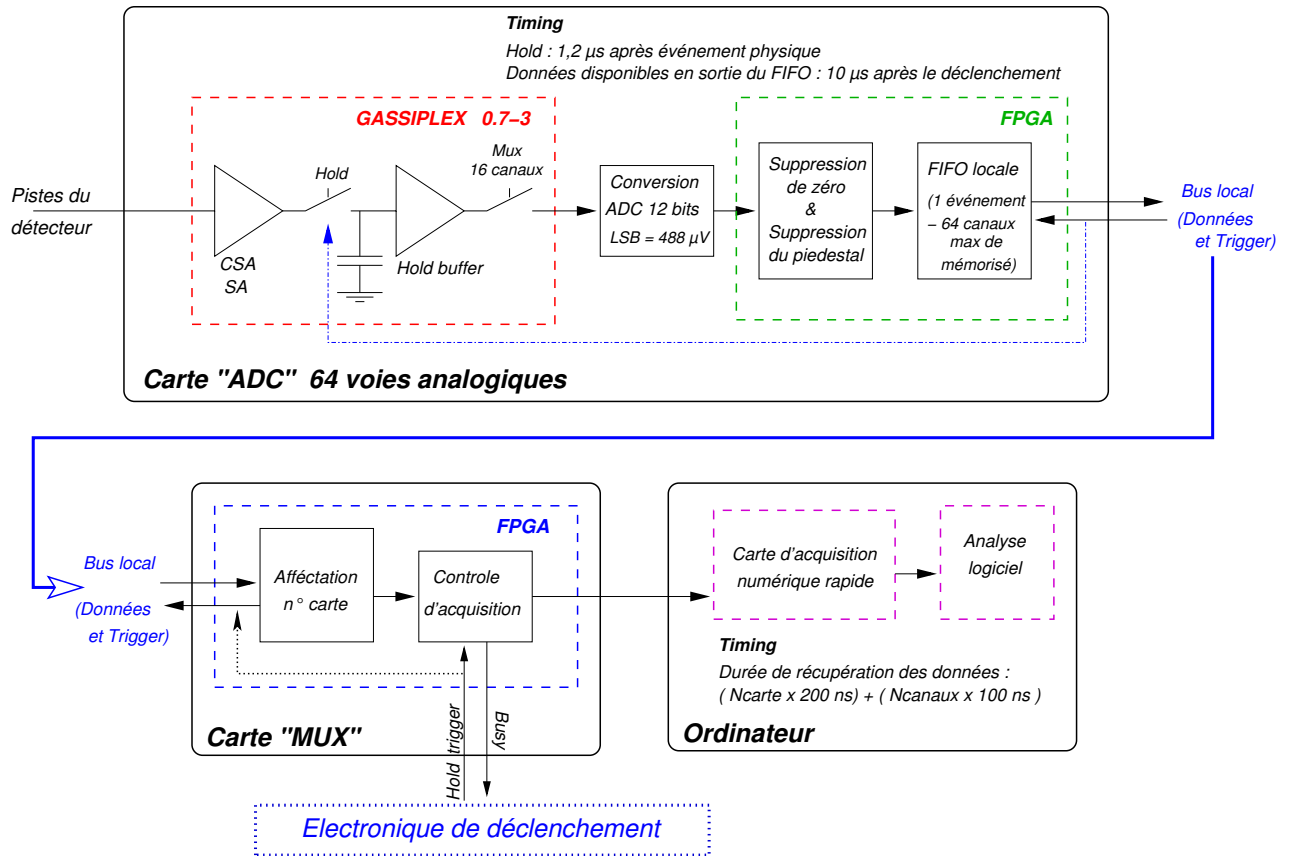 Timing
Hold : 1,2 µs après événement physique
Données disponibles en sortie du FIFO : 10 µs après le déclenchement
GASSIPLEX 0.7–3
FPGA
Pistes du
détecteur
CSA
SA
Hold
Hold buffer
Mux
16 canaux
Conversion
ADC 12 bits
LSB = 488 µV
Suppression
de zéro
&
Suppression
du piedestal
FIFO locale
(1 événement
– 64 canaux
max de
mémorisé)
Bus local
(Données
et Trigger)
Carte "ADC" 64 voies analogiques
FPGA
Bus local
(Données
et Trigger)
Afféctation
n° carte
Controle
d'acquisition
Carte "MUX"
Hold trigger
Busy
Carte d'acquisition
numérique rapide
Analyse
logiciel
Timing
Durée de récupération des données :
( Ncarte x 200 ns) + ( Ncanaux x 100 ns )
Ordinateur
Electronique de déclenchement